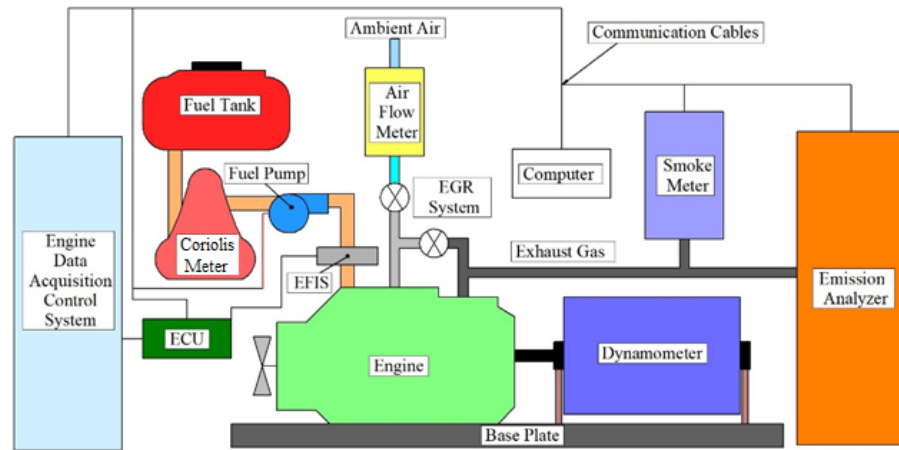 Ambient Air
Communication Cables
Fuel Tank
Air
Flow
Meter
Fuel Pump
EGR
System
Computer
Smoke
Meter
Coriolis
Meter
Engine
Data
Acquisition
Control
System
Exhaust Gas
EFIS
Emission
Analyzer
ECU
Engine
Dynamometer
Base Plate